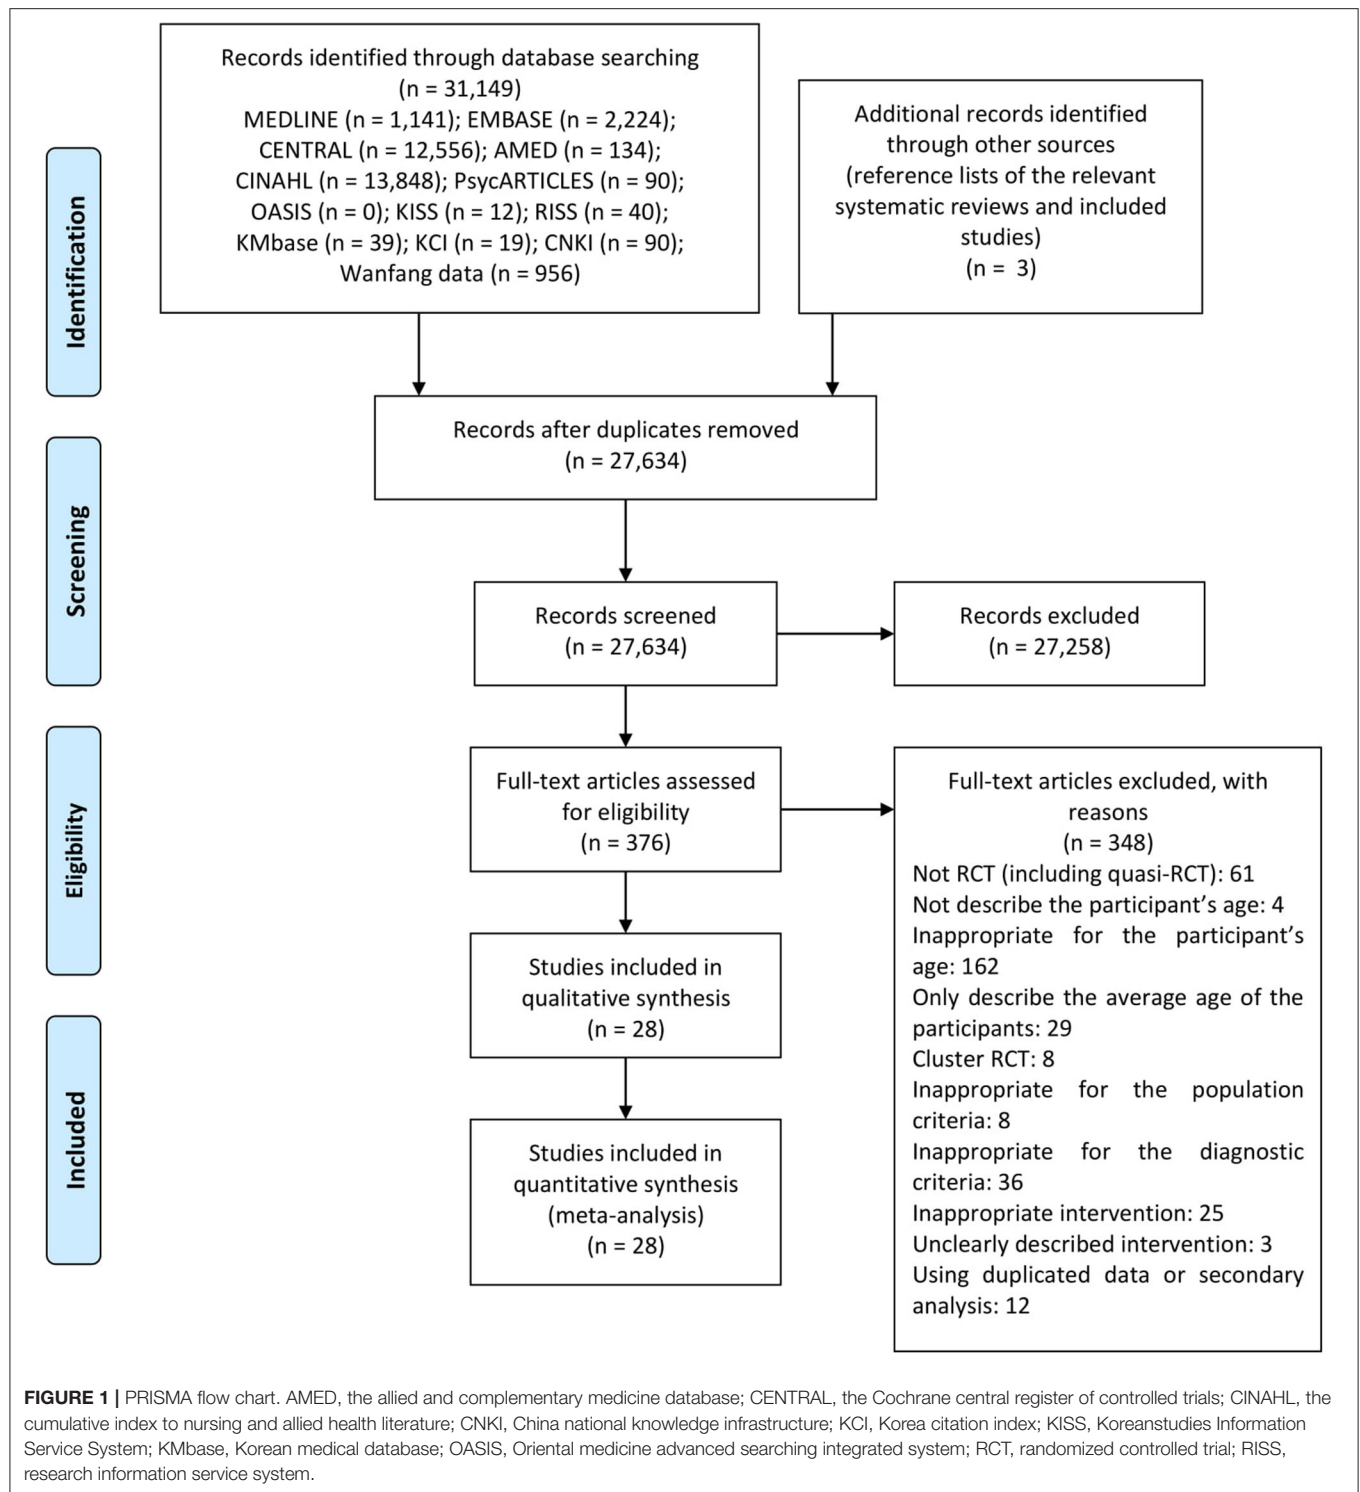 Records identified through database searching
(n = 31,149)
MEDLINE (n = 1,141); EMBASE (n = 2,224);
CENTRAL (n = 12,556); AMED (n = 134);
CINAHL (n = 13,848); PsycARTICLES (n = 90);
OASIS (n = 0); KISS (n = 12); RISS (n = 40);
KMbase (n = 39); KCI (n = 19); CNKI (n = 90);
Wanfang data (n = 956)
Additional records identified
through other sources
(reference lists of the relevant
systematic reviews and included
studies)
(n = 3)
Identification
Records after duplicates removed
(n = 27,634)
Screening
Records screened
(n = 27,634)
Records excluded
(n = 27,258)
Eligibility
Full-text articles assessed
for eligibility
(n = 376)
Full-text articles excluded, with
reasons
(n = 348)
Not RCT (including quasi-RCT): 61
Not describe the participant's age: 4
Inappropriate for the participant's
age: 162
Only describe the average age of the
participants: 29
Cluster RCT: 8
Inappropriate for the population
criteria: 8
Inappropriate for the diagnostic
criteria: 36
Inappropriate intervention: 25
Unclearly described intervention: 3
Using duplicated data or secondary
analysis: 12
Studies included in
qualitative synthesis
(n = 28)
Included
Studies included in
quantitative synthesis
(meta-analysis)
(n = 28)
FIGURE 1 | PRISMA flow chart. AMED, the allied and complementary medicine database; CENTRAL, the Cochrane central register of controlled trials; CINAHL, the
cumulative index to nursing and allied health literature; CNKI, China national knowledge infrastructure; KCI, Korea citation index; KISS, Koreanstudies Information
Service System; KMbase, Korean medical database; OASIS, Oriental medicine advanced searching integrated system; RCT, randomized controlled trial; RISS,
research information service system.